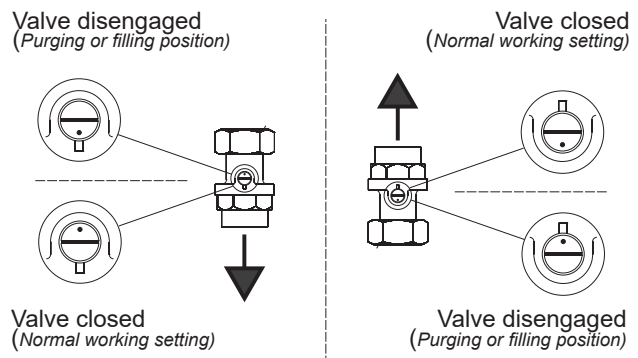 Valve disengaged
(Purging or filling position)
Valve closed
(Normal working setting)
Valve closed
(Normal working setting)
Valve disengaged
(Purging or filling position)